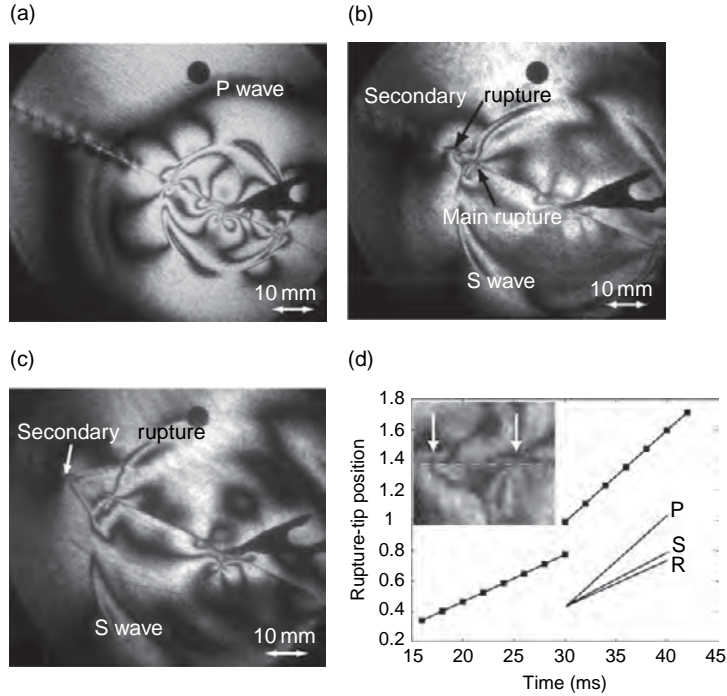 (a)
P wave
10 mm
(b)
Secondary rupture
Main rupture
S wave
10 mm
(c)
Secondary rupture
S wave
10 mm
(d)
1.8
1.6
1.4
1.2
1
0.8
0.6
0.4
0.2
Rupture-tip position
P
S
R
15 20 25 30 35 40 45
Time (ms)